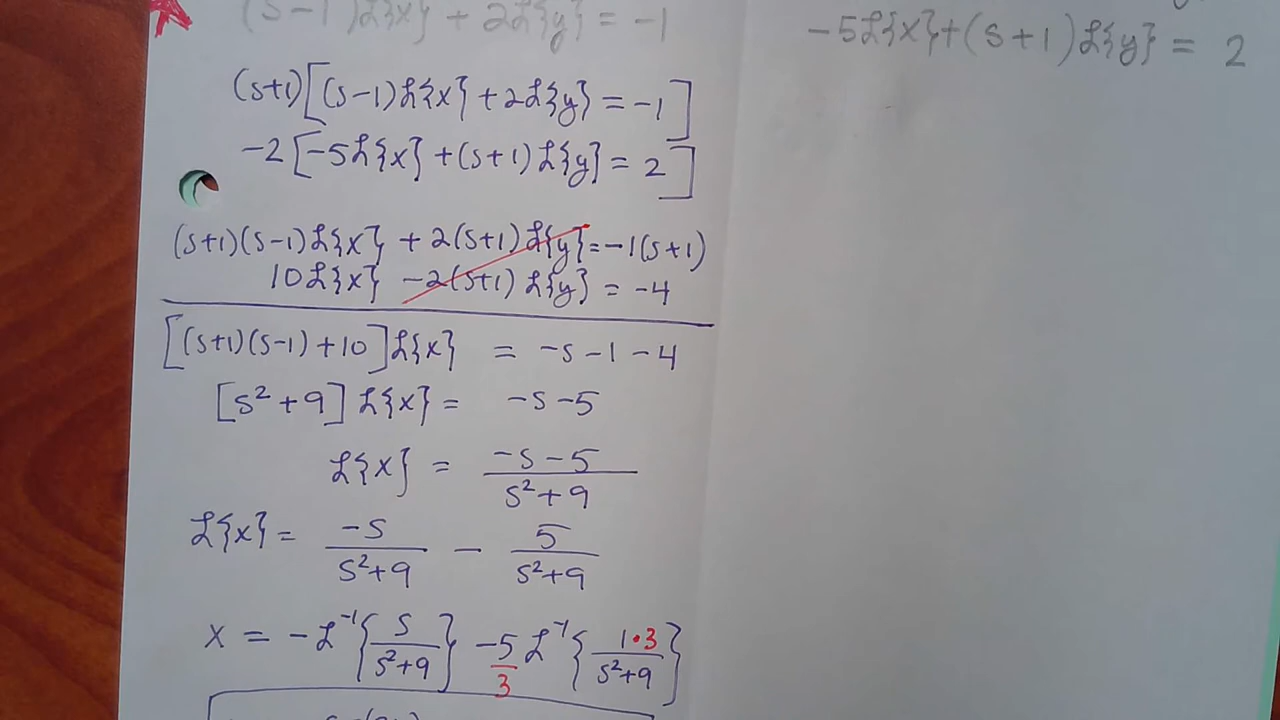 (s-1)ℒ{x} + 2ℒ{y} = -1
-5ℒ{x}+(s+1)ℒ{y} = 2
(s+1)[(s-1)ℒ{x} + 2ℒ{y} = -1]
-2[-5ℒ{x} + (s+1)ℒ{y} = 2]
(s+1)(s-1)ℒ{x} + 2(s+1)ℒ{y} = -1(s+1)
10ℒ{x} -2(s+1)ℒ{y} = -4
[(s+1)(s-1)+10]ℒ{x} = -s-1-4
[s²+9]ℒ{x} = -s-5
ℒ{x} = (-s-5)/(s²+9)
ℒ{x} = -s/(s²+9) - 5/(s²+9)
x = -ℒ⁻¹{s/(s²+9)} -5/3 ℒ⁻¹{1•3/(s²+9)}